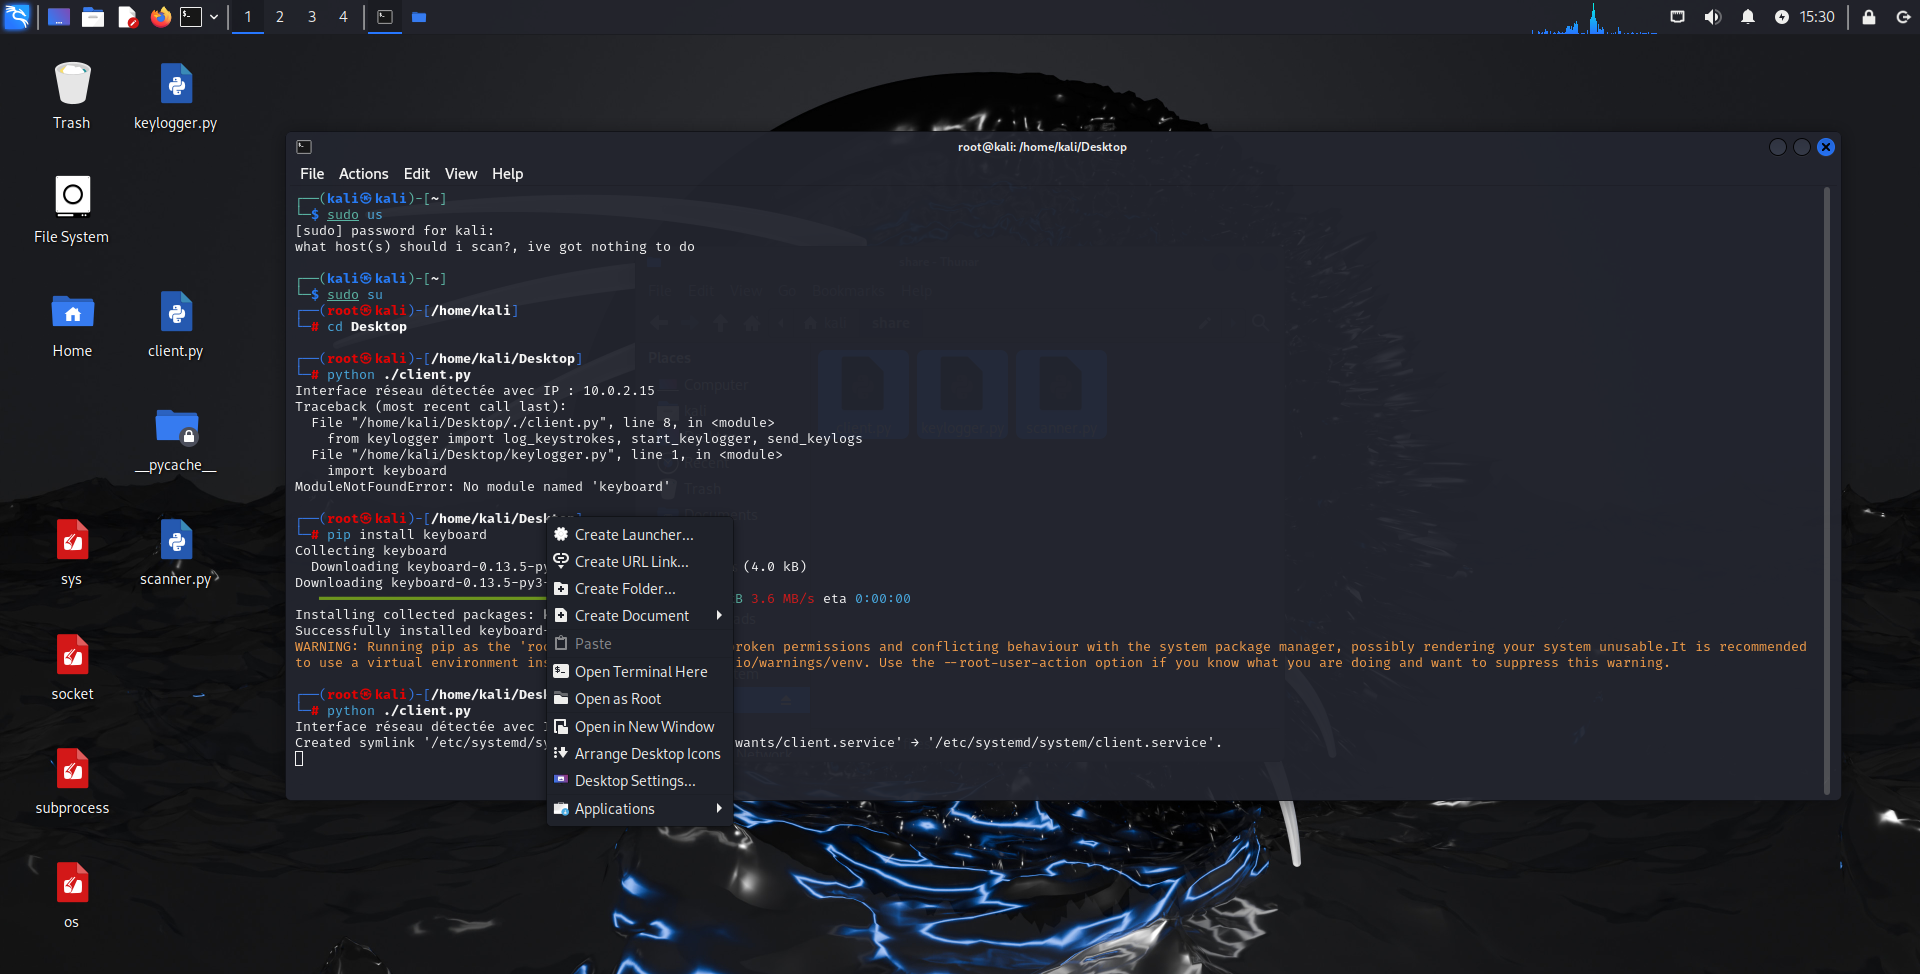 1 2 3 4
15:30
Trash
keylogger.py
File System
Home
client.py
__pycache__
sys
scanner.py
socket
subprocess
os
root@kali: /home/kali/Desktop
File Actions Edit View Help
┌──(kali㉿kali)-[~]
└─$ sudo us
[sudo] password for kali:
what host(s) should i scan?, ive got nothing to do
┌──(kali㉿kali)-[~]
└─$ sudo su
┌──(root㉿kali)-[/home/kali]
└─# cd Desktop
┌──(root㉿kali)-[/home/kali/Desktop]
└─# python ./client.py
Interface réseau détectée avec IP : 10.0.2.15
Traceback (most recent call last):
File "/home/kali/Desktop/./client.py", line 8, in <module>
from keylogger import log_keystrokes, start_keylogger, send_keylogs
File "/home/kali/Desktop/keylogger.py", line 1, in <module>
import keyboard
ModuleNotFoundError: No module named 'keyboard'
┌──(root㉿kali)-[/home/kali/Desktop]
└─# pip install keyboard
Collecting keyboard
Downloading keyboard-0.13.5-py (4.0 kB)
Downloading keyboard-0.13.5-py3-
B 3.6 MB/s eta 0:00:00
Installing collected packages: k
Successfully installed keyboard-
WARNING: Running pip as the 'roo roken permissions and conflicting behaviour with the system package manager, possibly rendering your system unusable.It is recommended
to use a virtual environment ins io/warnings/venv. Use the --root-user-action option if you know what you are doing and want to suppress this warning.
┌──(root㉿kali)-[/home/kali/Desk
└─# python ./client.py
Interface réseau détectée avec I
Created symlink '/etc/systemd/sy wants/client.service' → '/etc/systemd/system/client.service'.
Create Launcher...
Create URL Link...
Create Folder...
Create Document
Paste
Open Terminal Here
Open as Root
Open in New Window
Arrange Desktop Icons
Desktop Settings...
Applications